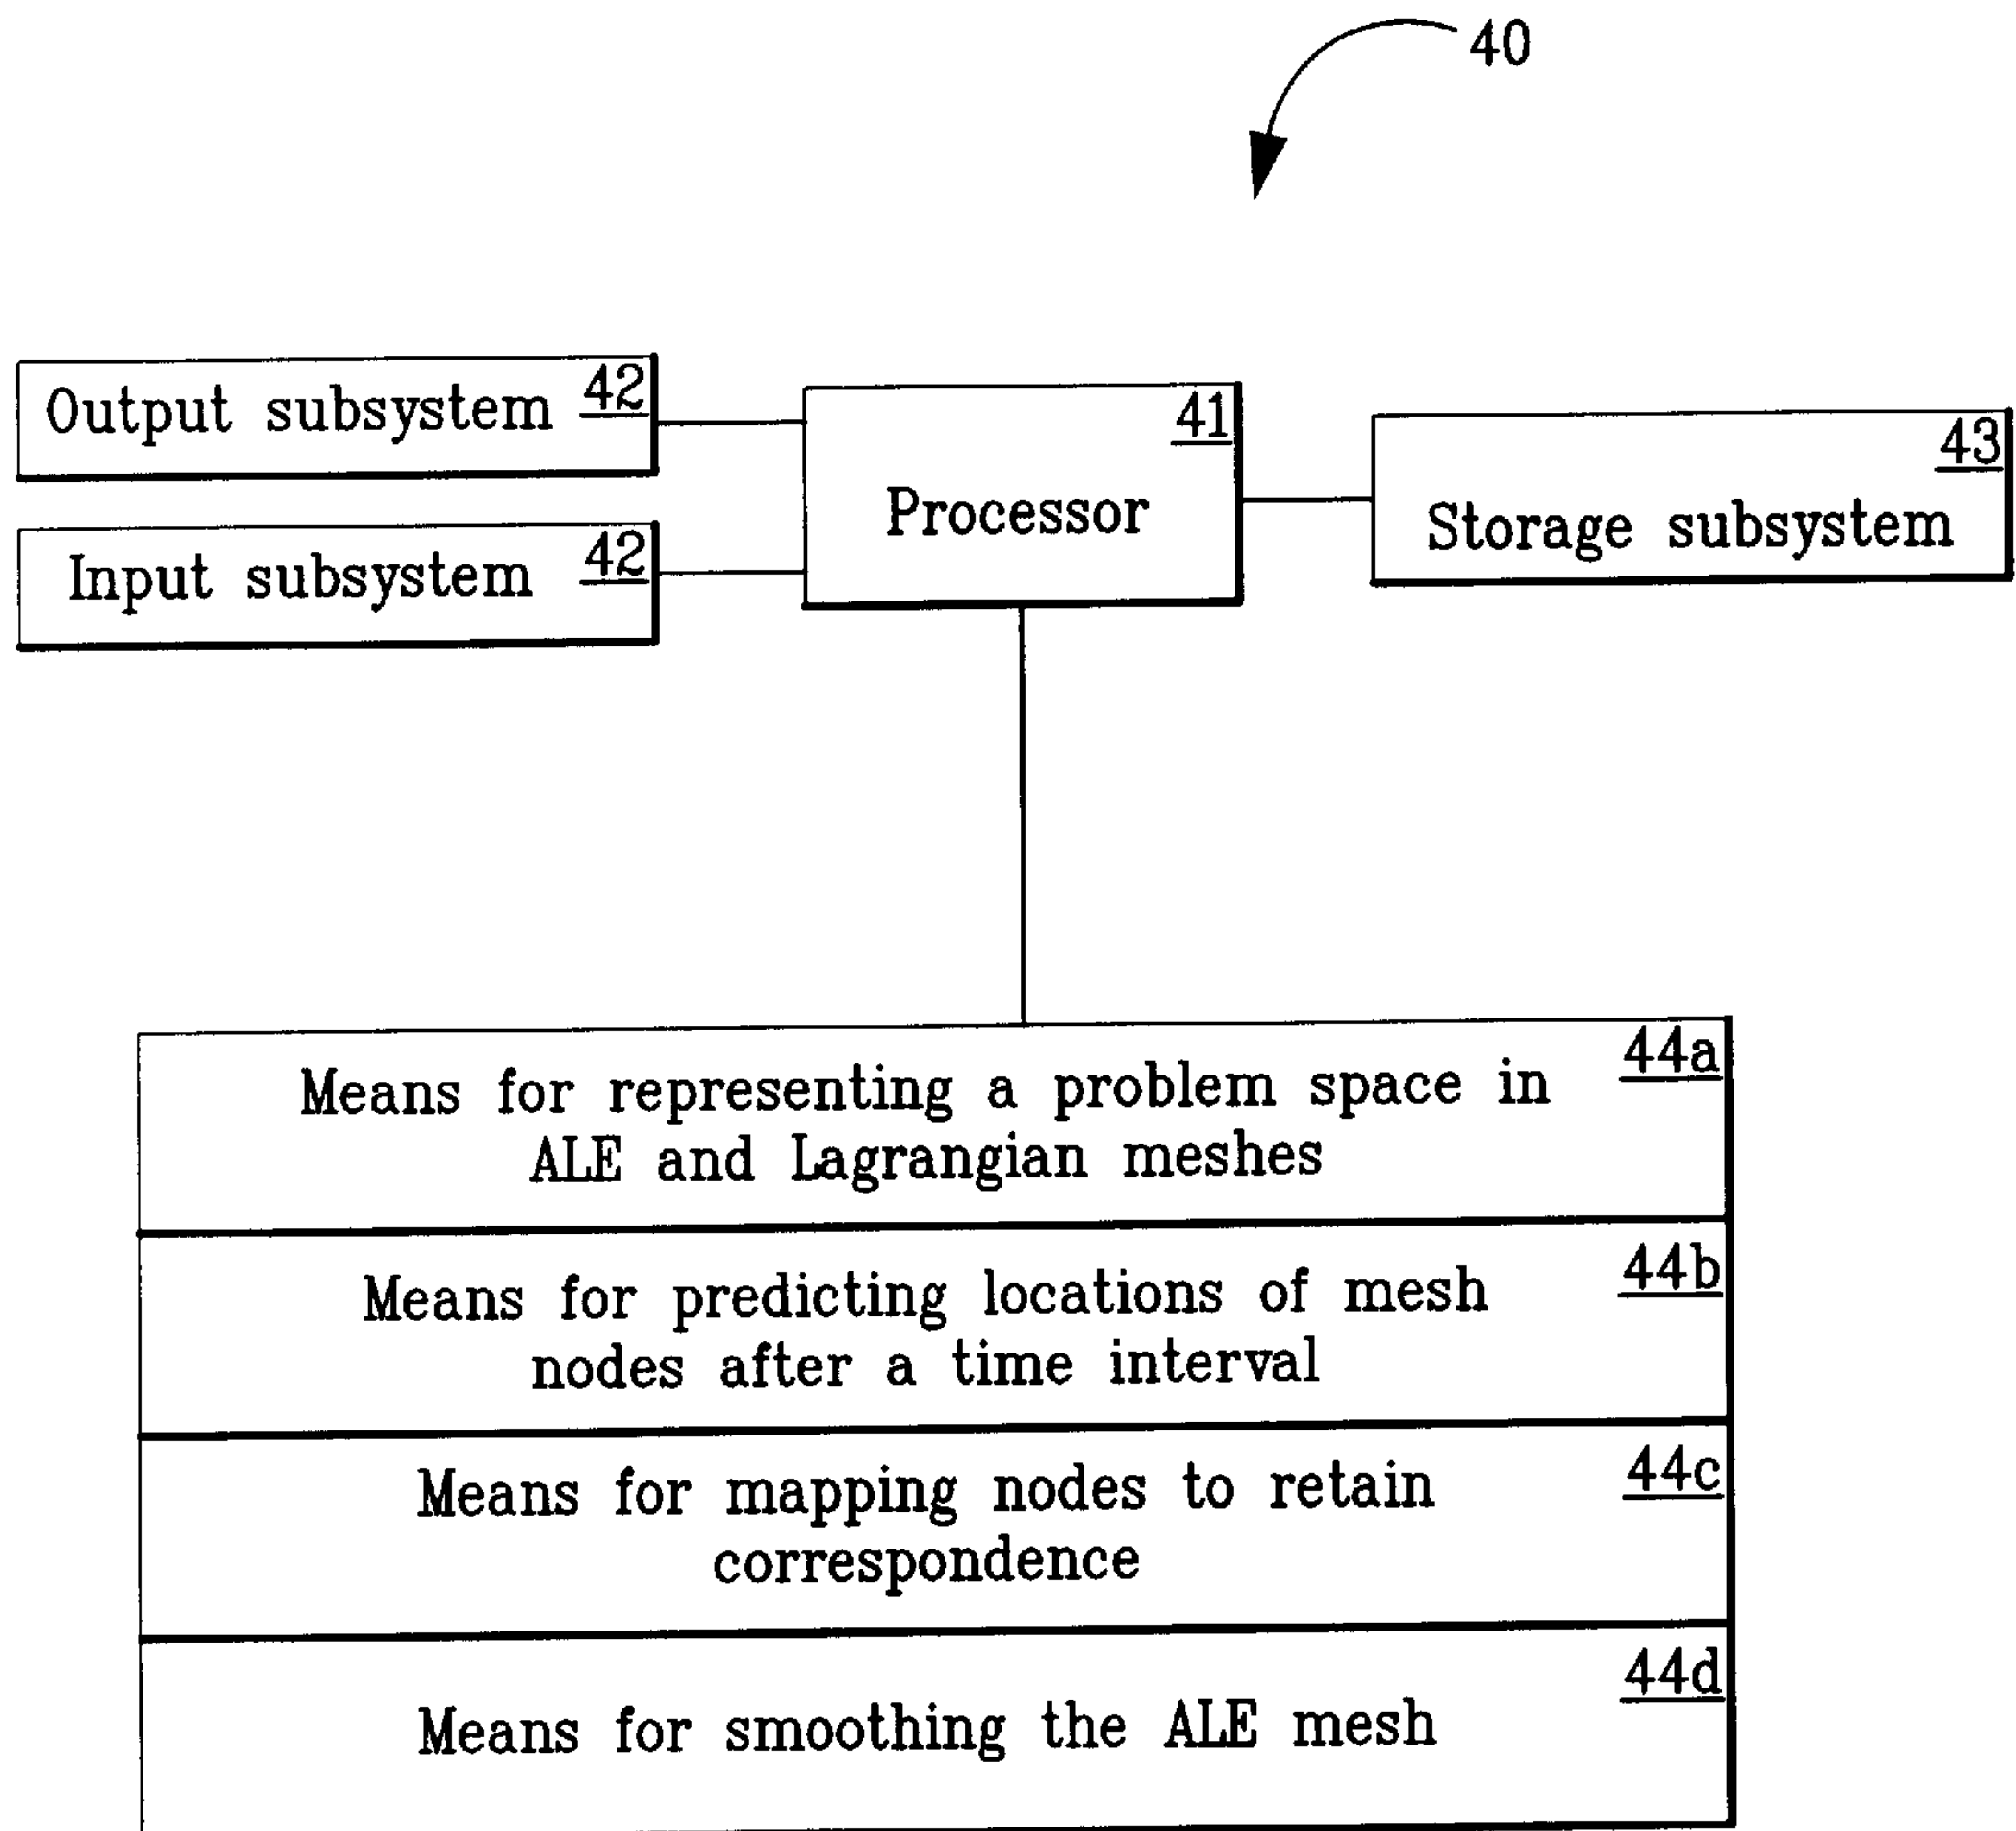 40
Output subsystem 42
Input subsystem 42
41
Processor
43
Storage subsystem
44a
Means for representing a problem space in
ALE and Lagrangian meshes
44b
Means for predicting locations of mesh
nodes after a time interval
44c
Means for mapping nodes to retain
correspondence
44d
Means for smoothing the ALE mesh